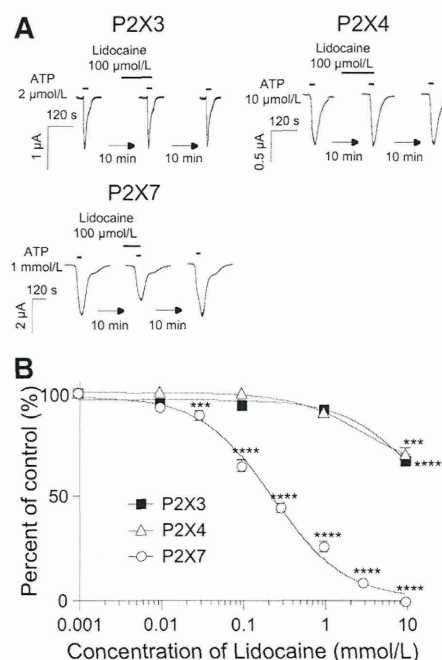 A
P2X3
Lidocaine
100 μmol/L
ATP
2 μmol/L
120 s
1 μA
10 min
10 min
P2X4
Lidocaine
100 μmol/L
ATP
10 μmol/L
120 s
0.5 μA
10 min
10 min
P2X7
Lidocaine
100 μmol/L
ATP
1 mmol/L
120 s
2 μA
10 min
10 min
B
Percent of control (%)
100
50
0
***
****
****
****
****
****
***
****
P2X3
P2X4
P2X7
0.001 0.01 0.1 1 10
Concentration of Lidocaine (mmol/L)